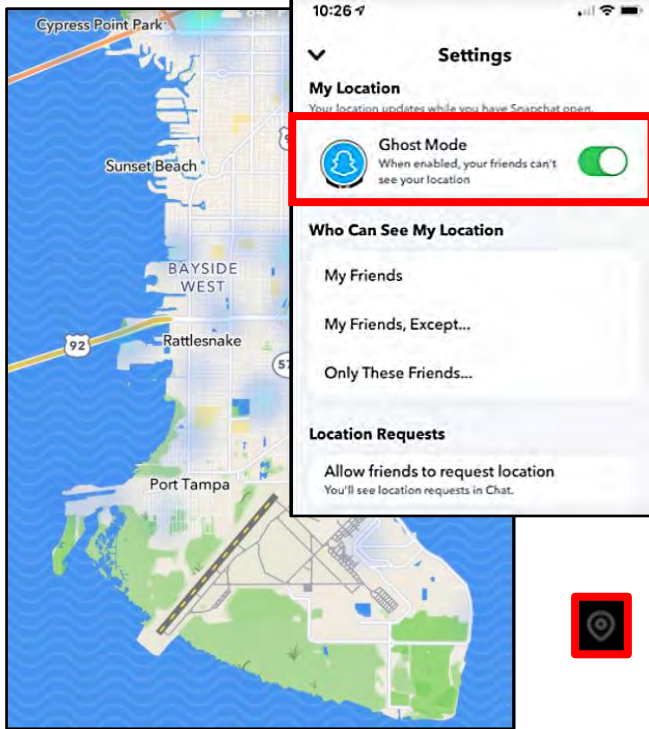 Cypress Point Park
Sunset Beach
BAYSIDE
WEST
92
Rattlesnake
Port Tampa
10:26
Settings
My Location
Your location updates while you have Snapchat open.
Ghost Mode
When enabled, your friends can't
see your location
Who Can See My Location
My Friends
My Friends, Except...
Only These Friends...
Location Requests
Allow friends to request location
You'll see location requests in Chat.